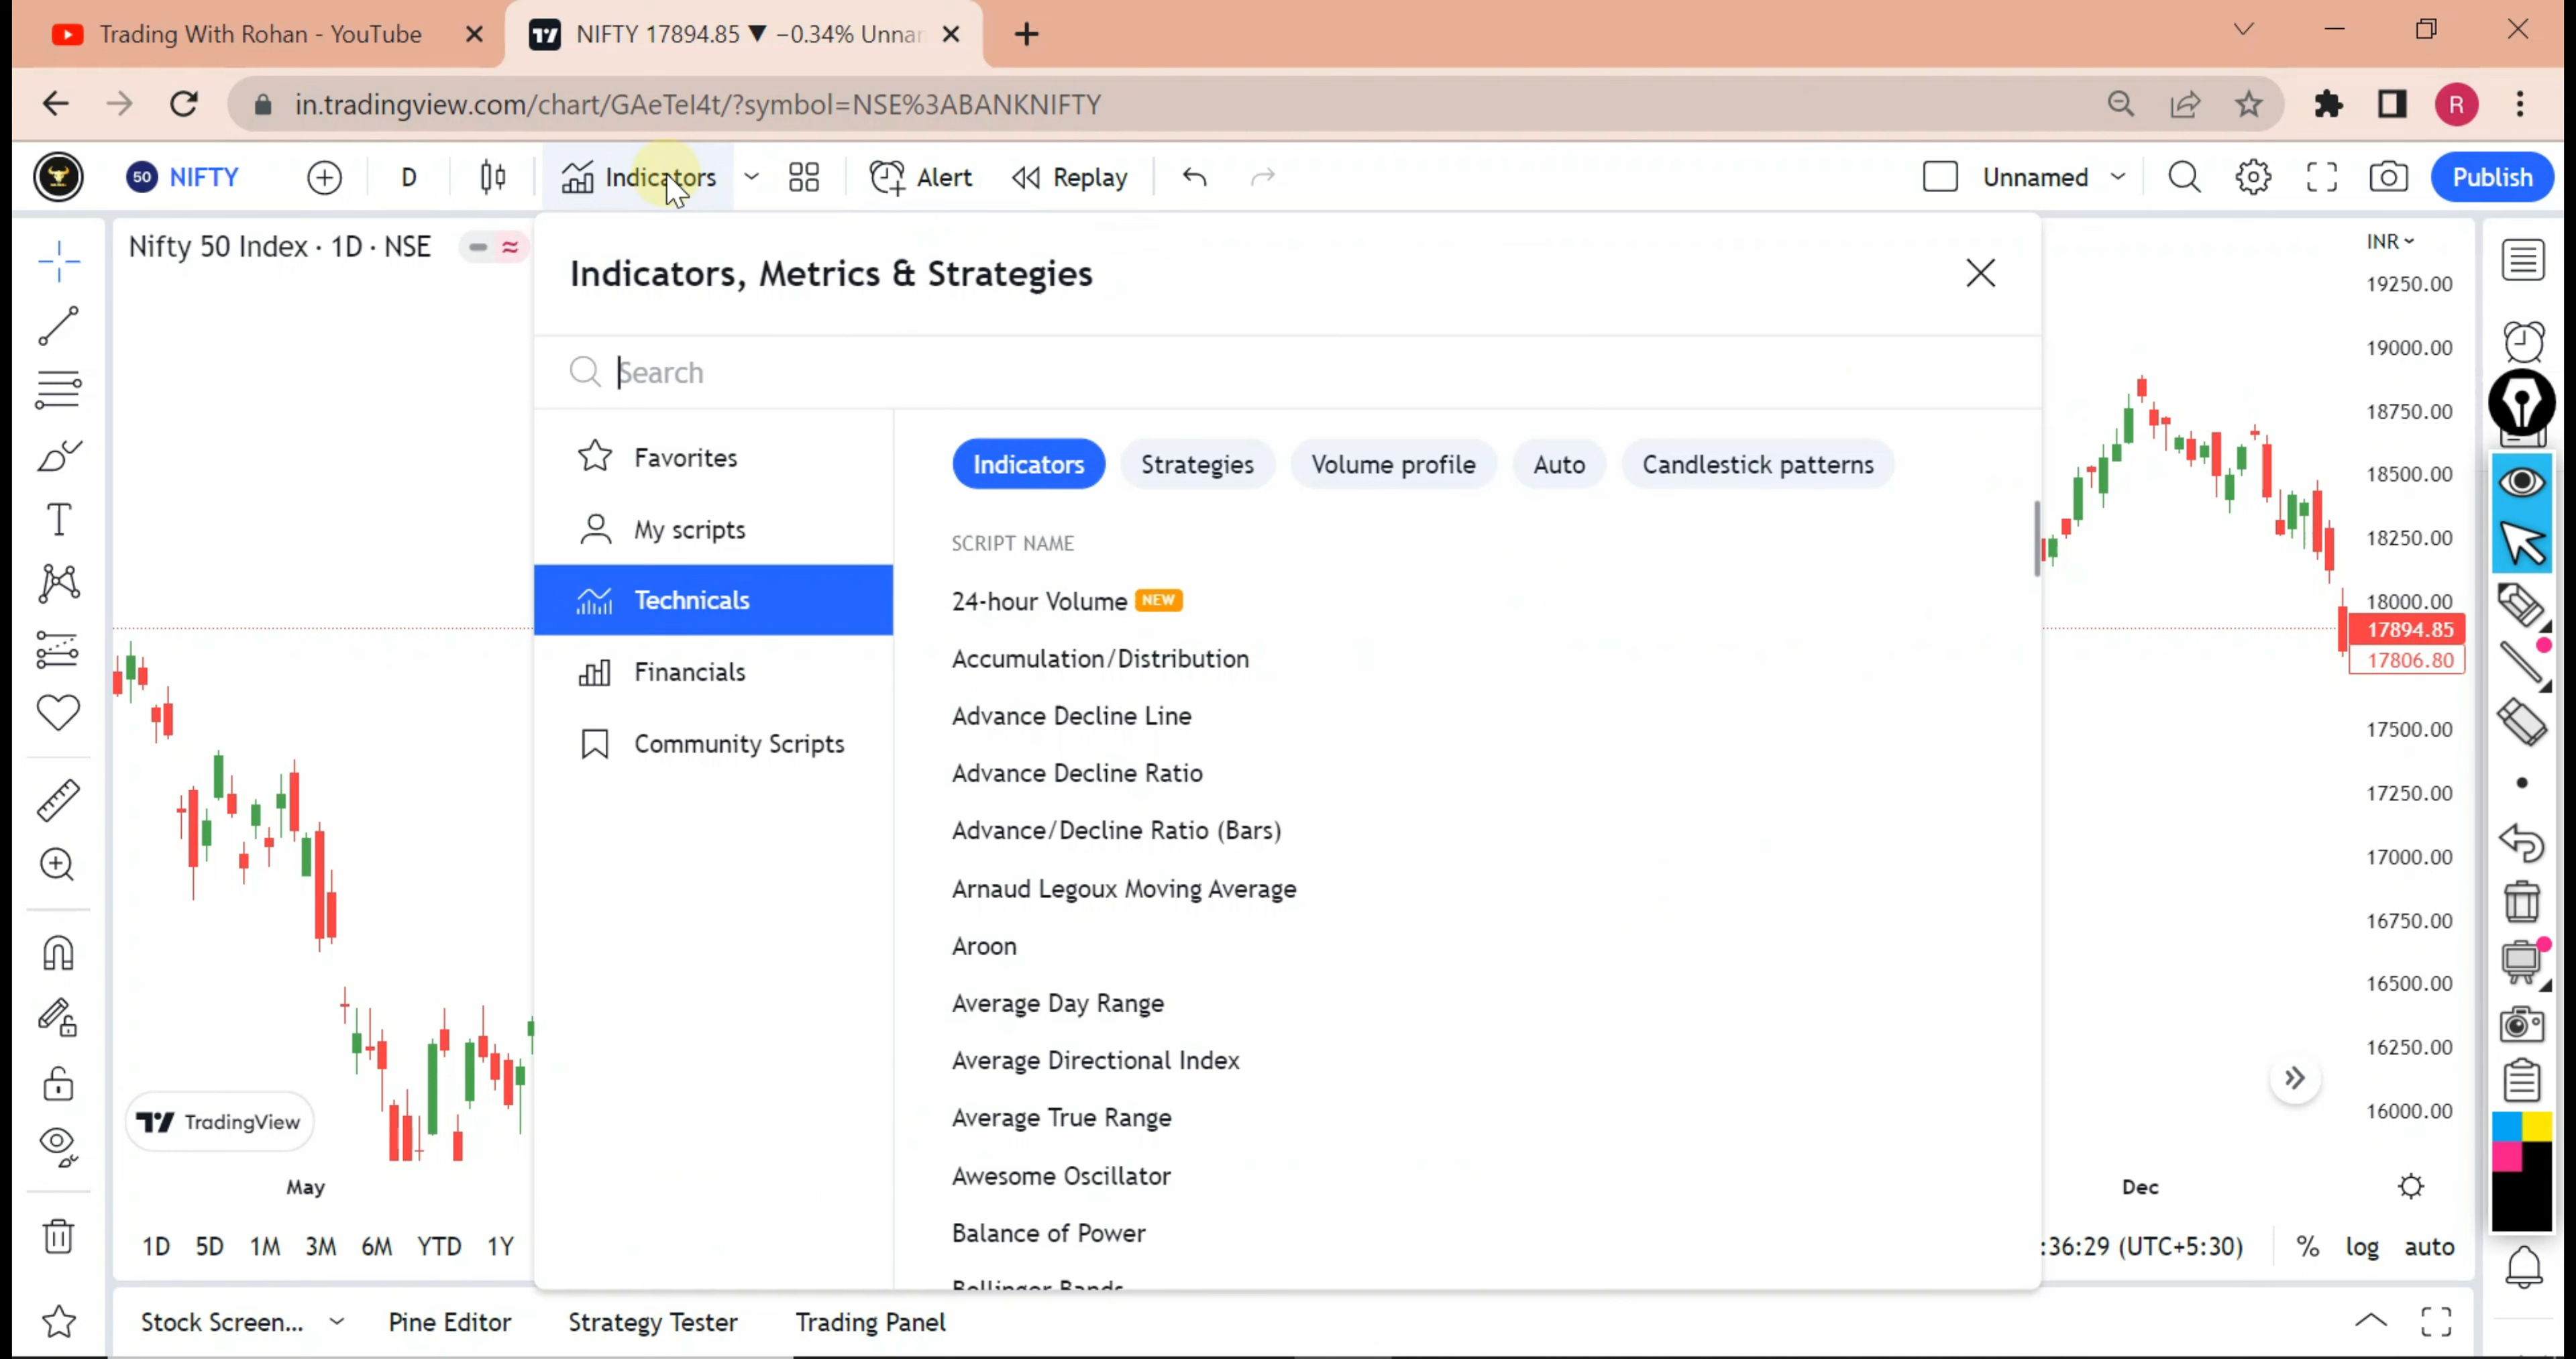 Trading With Rohan - YouTube
NIFTY 17894.85 ▼ −0.34% Unnar
in.tradingview.com/chart/GAeTel4t/?symbol=NSE%3ABANKNIFTY
R
50 NIFTY
D
Indicators
Alert
Replay
Unnamed
Publish
Nifty 50 Index · 1D · NSE
INR
Indicators, Metrics & Strategies
Search
Favorites
My scripts
Technicals
Financials
Community Scripts
Indicators
Strategies
Volume profile
Auto
Candlestick patterns
SCRIPT NAME
24-hour Volume NEW
Accumulation/Distribution
Advance Decline Line
Advance Decline Ratio
Advance/Decline Ratio (Bars)
Arnaud Legoux Moving Average
Aroon
Average Day Range
Average Directional Index
Average True Range
Awesome Oscillator
Balance of Power
Bollinger Bands
19250.00
19000.00
18750.00
18500.00
18250.00
18000.00
17894.85
17806.80
17500.00
17250.00
17000.00
16750.00
16500.00
16250.00
16000.00
TradingView
May
Dec
1D 5D 1M 3M 6M YTD 1Y
:36:29 (UTC+5:30)
% log auto
Stock Screen...
Pine Editor
Strategy Tester
Trading Panel